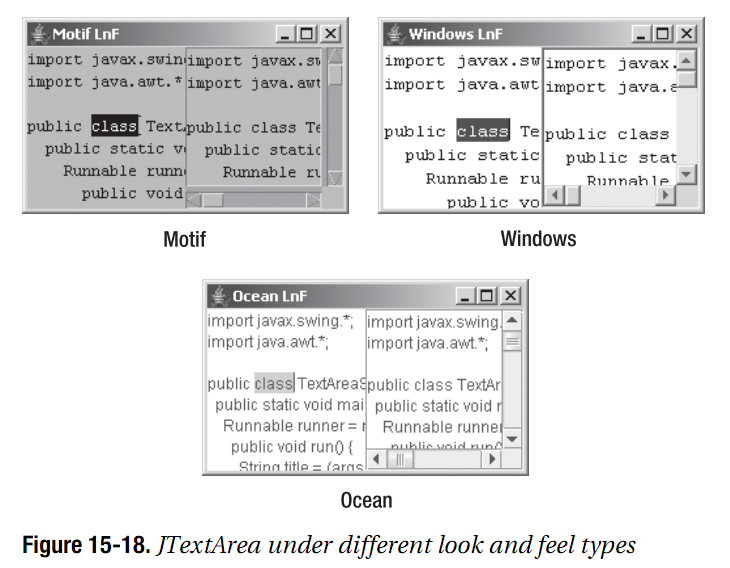 Motif LnF
import javax.swin
import java.awt.*
public class Text
public static v
Runnable run
public void
import javax.sw
import java.awt
public class Te
public static
Runnable ru
Windows LnF
import javax.sw
import java.awt
public class Te
public static
Runnable ru
public vo
import javax.
import java.a
public class
public stat
Runnable
Motif
Windows
Ocean LnF
import javax.swing.*;
import java.awt.*;
public class TextAreaS
public static void mai
Runnable runner = r
public void run() {
String title = (args
import javax.swing.
import java.awt.*;
public class TextAr
public static void r
Runnable runner
public void run(
Ocean
Figure 15-18. JTextArea under different look and feel types